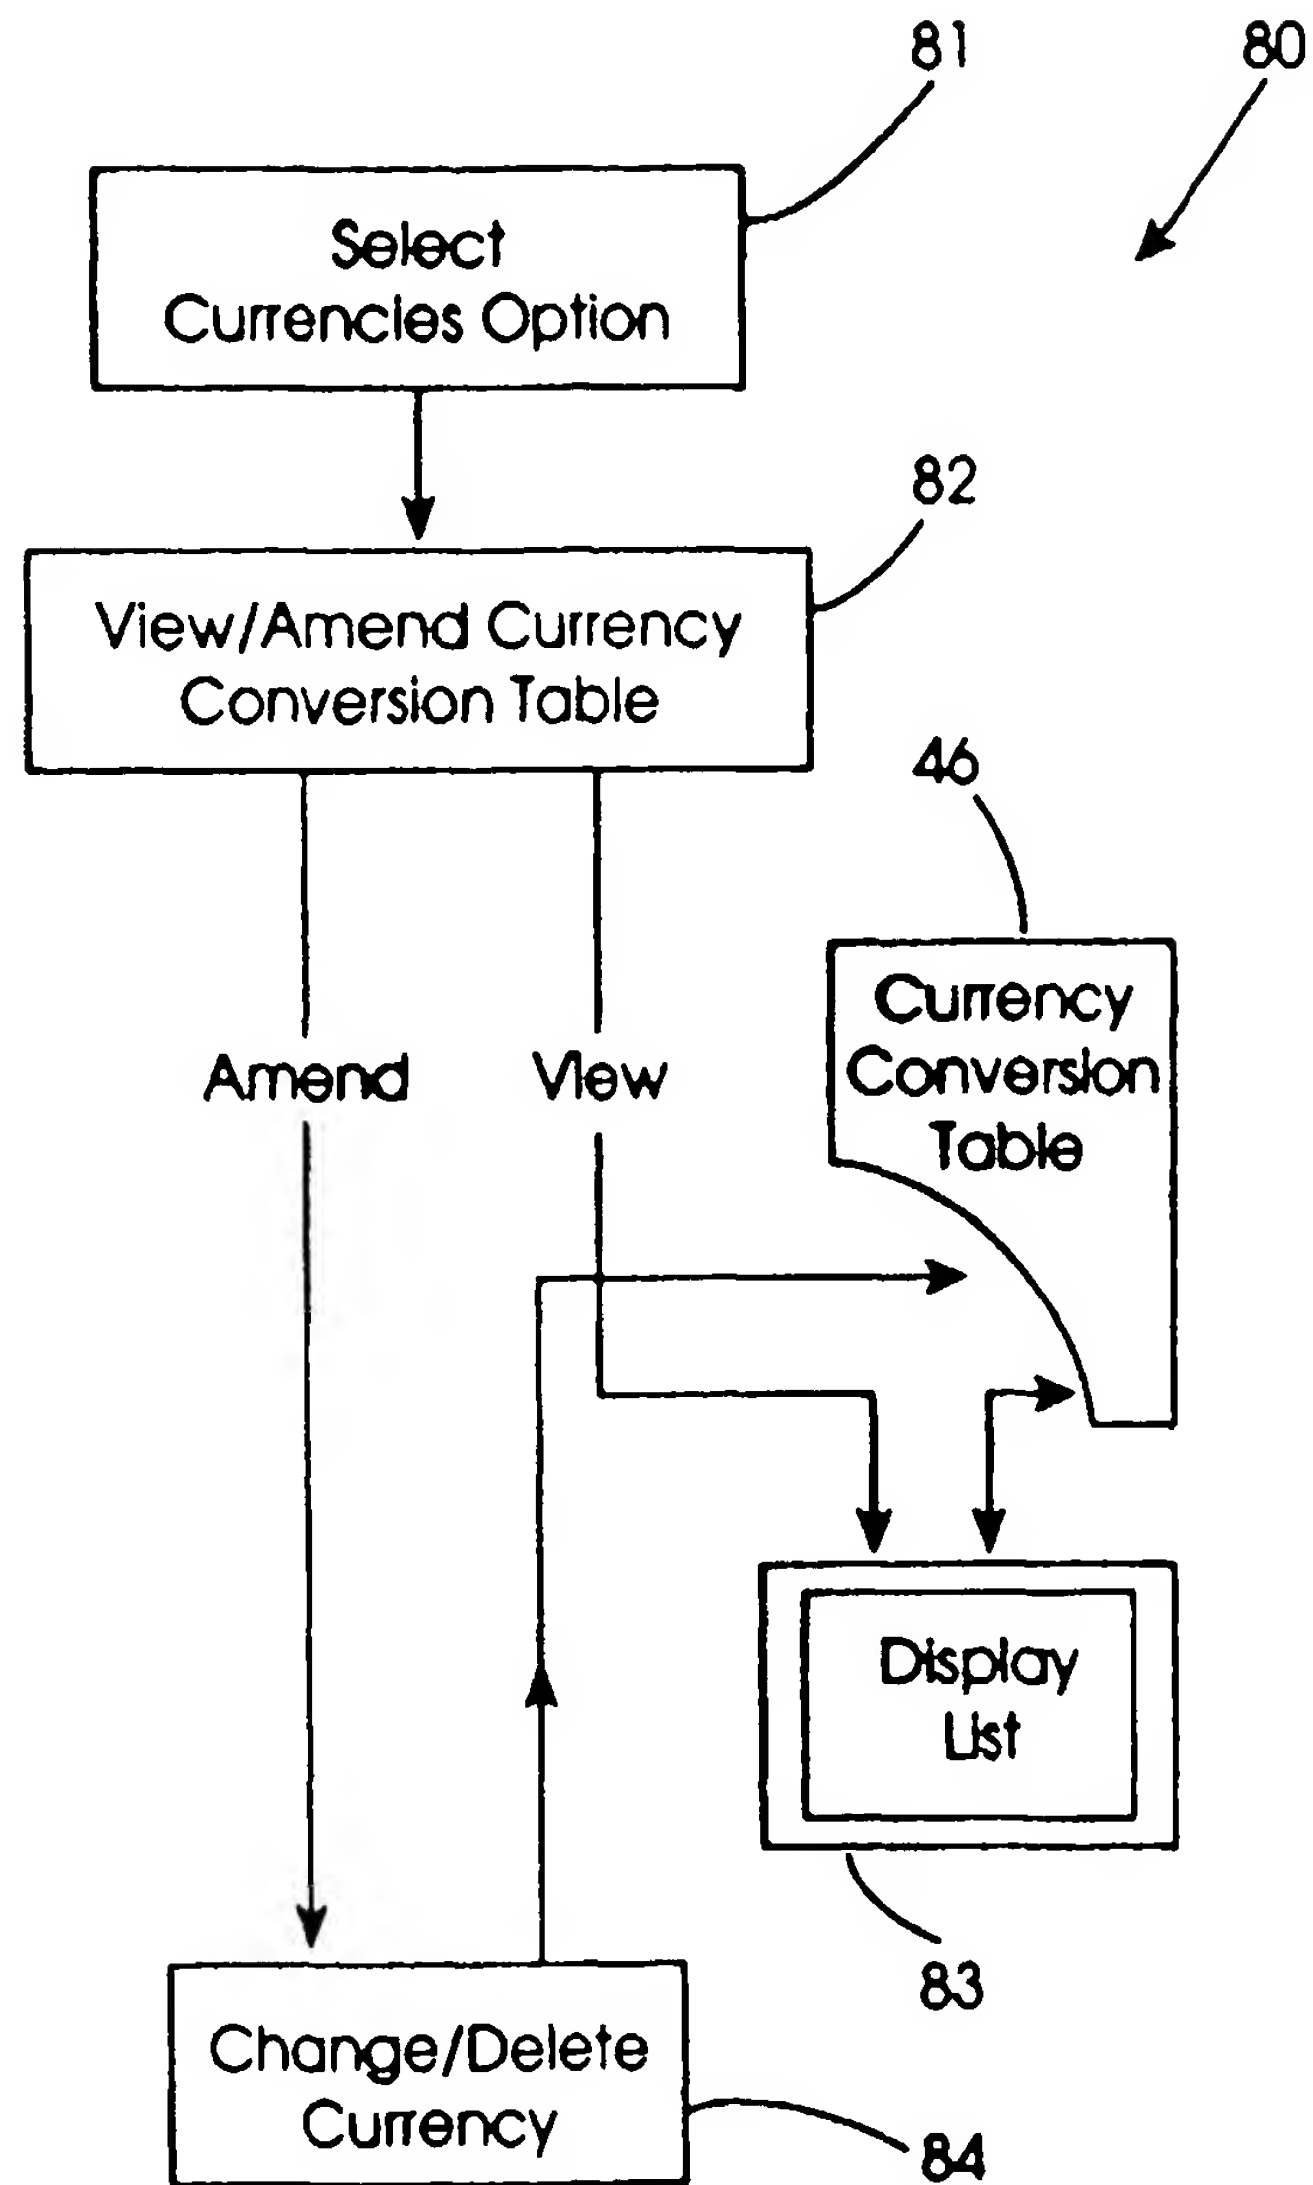 81
80
Select
Currencies Option
82
View/Amend Currency
Conversion Table
46
Currency
Conversion
Table
Amend
View
Display
List
83
Change/Delete
Currency
84